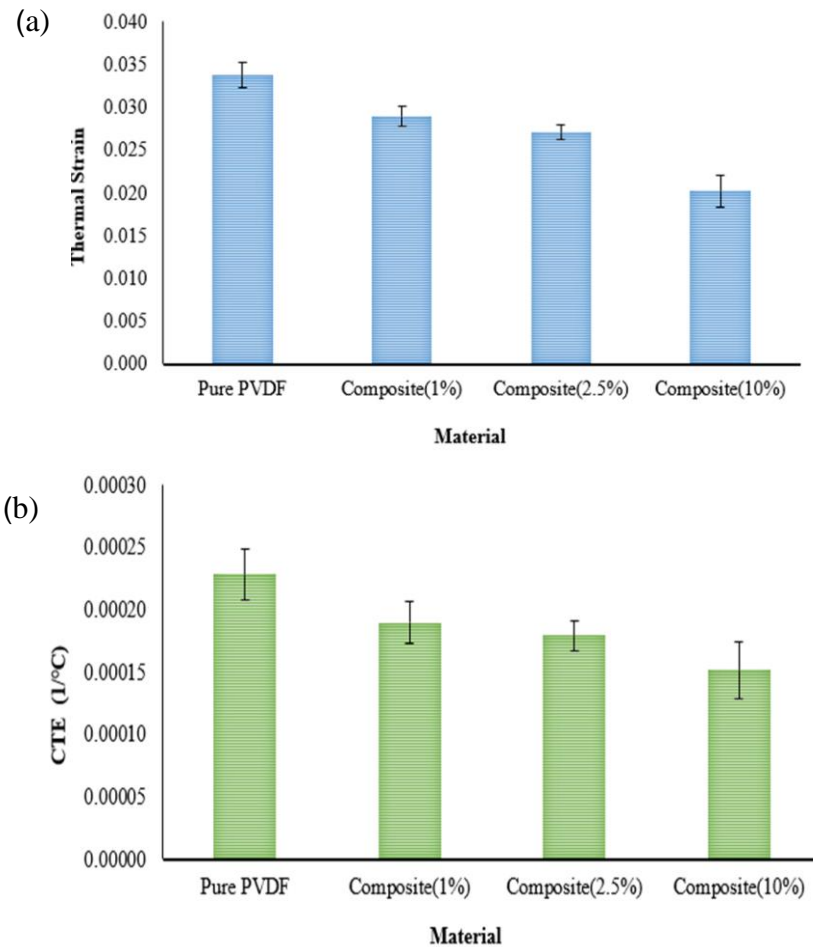 (a)
0.040
0.035
0.030
0.025
0.020
0.015
0.010
0.005
0.000
Thermal Strain
Pure PVDF Composite(1%) Composite(2.5%) Composite(10%)
Material
(b)
0.00030
0.00025
0.00020
0.00015
0.00010
0.00005
0.00000
CTE (1/°C)
Pure PVDF Composite(1%) Composite(2.5%) Composite(10%)
Material